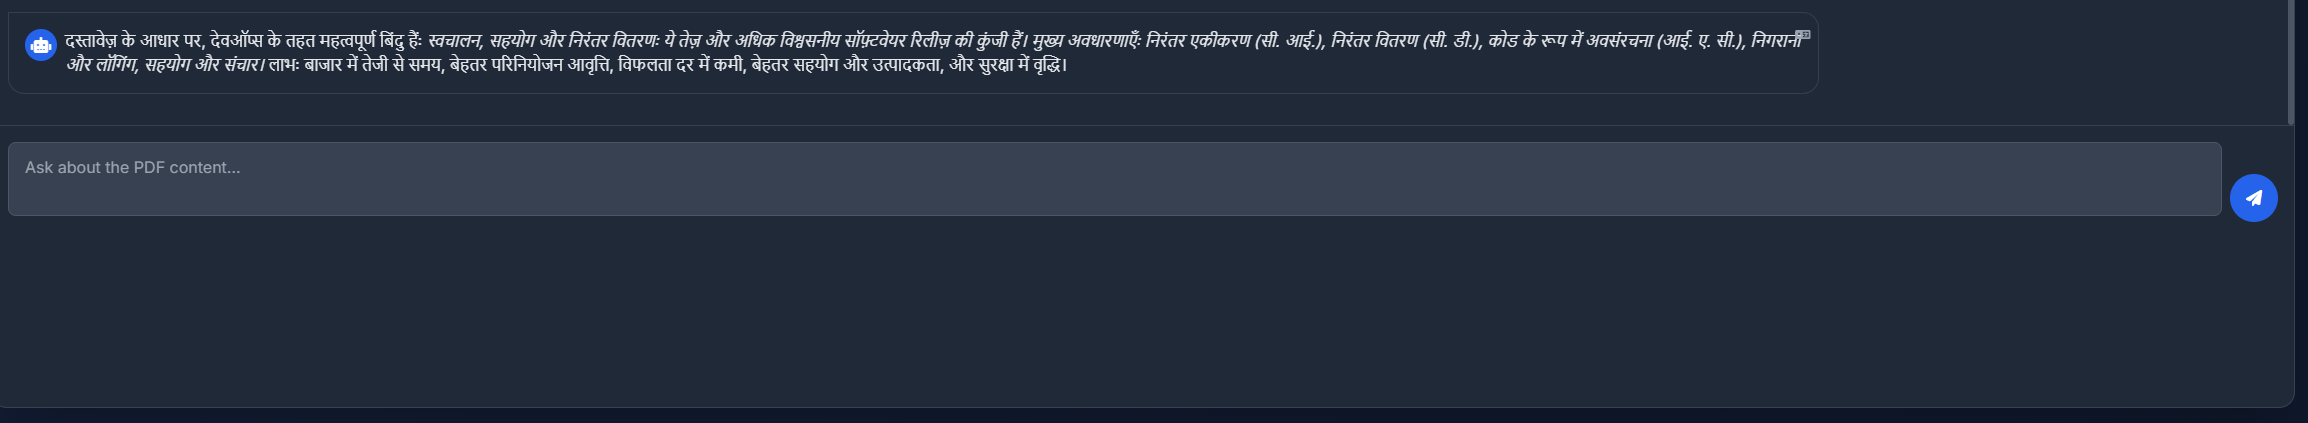 दस्तावेज़ के आधार पर, देवऑप्स के तहत महत्वपूर्ण बिंदु हैंः स्वचालन, सहयोग और निरंतर वितरणः ये तेज़ और अधिक विश्वसनीय सॉफ़्टवेयर रिलीज़ की कुंजी हैं। मुख्य अवधारणाएँः निरंतर एकीकरण (सी. आई.), निरंतर वितरण (सी. डी.), कोड के रूप में अवसंरचना (आई. ए. सी.), निगरानी
और लॉगिंग, सहयोग और संचार। लाभः बाजार में तेजी से समय, बेहतर परिनियोजन आवृत्ति, विफलता दर में कमी, बेहतर सहयोग और उत्पादकता, और सुरक्षा में वृद्धि।
Ask about the PDF content...